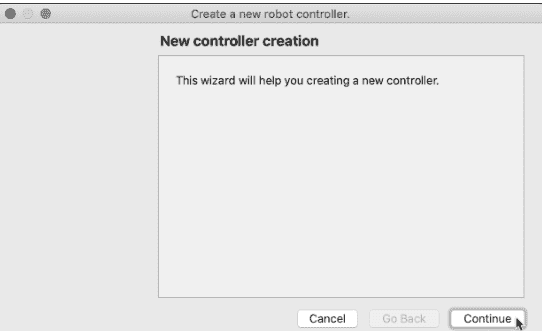 Create a new robot controller.
New controller creation
This wizard will help you creating a new controller.
Cancel
Go Back
Continue